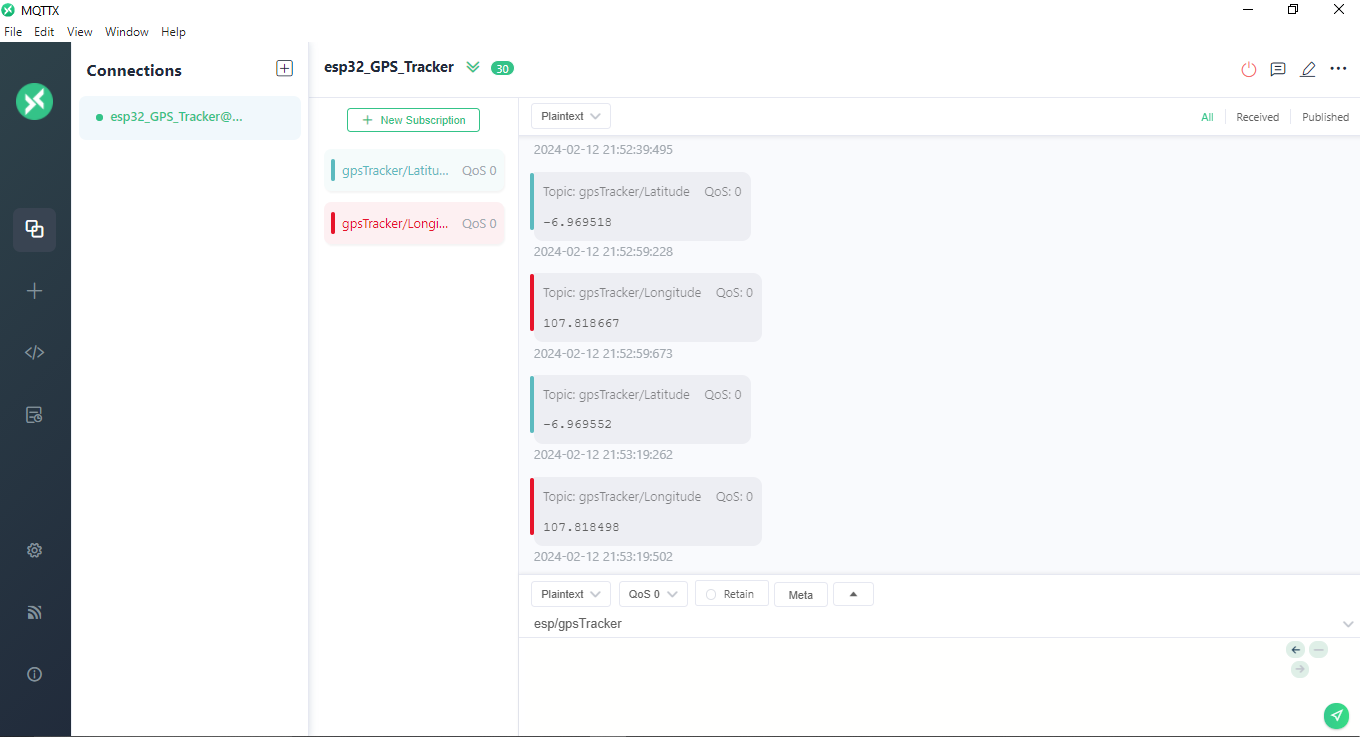 MQTTX
File Edit View Window Help
Connections
esp32_GPS_Tracker@...
esp32_GPS_Tracker 30
New Subscription
gpsTracker/Latitu... QoS 0
gpsTracker/Longi... QoS 0
Plaintext All Received Published
2024-02-12 21:52:39:495
Topic: gpsTracker/Latitude QoS: 0
-6.969518
2024-02-12 21:52:59:228
Topic: gpsTracker/Longitude QoS: 0
107.818667
2024-02-12 21:52:59:673
Topic: gpsTracker/Latitude QoS: 0
-6.969552
2024-02-12 21:53:19:262
Topic: gpsTracker/Longitude QoS: 0
107.818498
2024-02-12 21:53:19:502
Plaintext QoS 0 Retain Meta
esp/gpsTracker